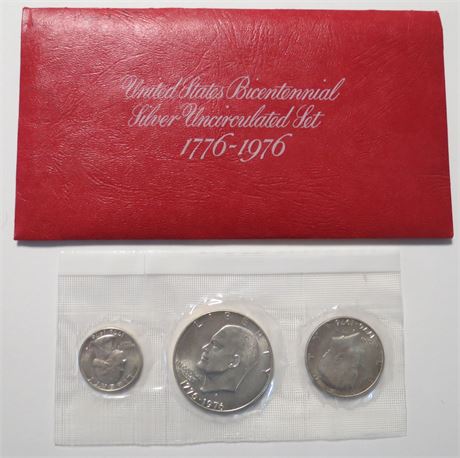 United States Bicentennial
Silver Uncirculated Set
1776-1976
LIBERTY
1776-1976